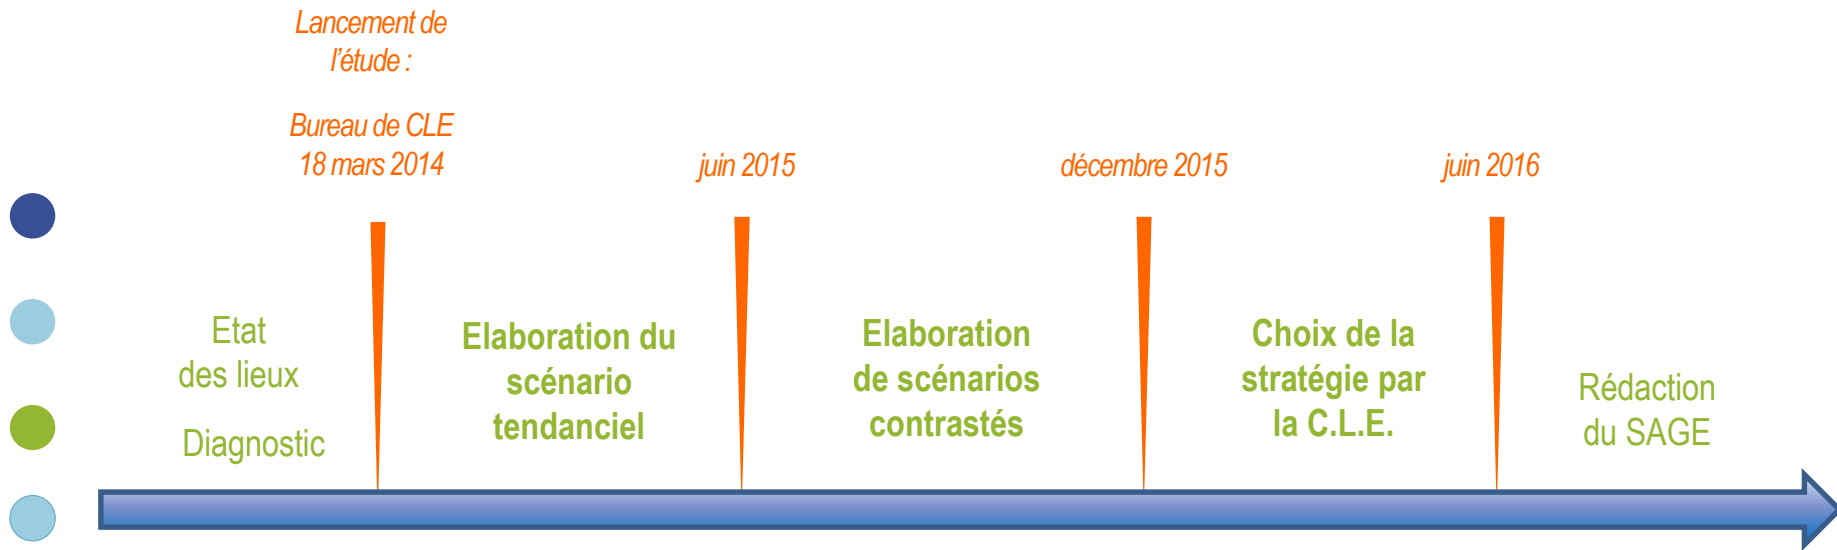 Lancement de
l'étude :
Bureau de CLE
18 mars 2014
juin 2015
décembre 2015
juin 2016
Etat
des lieux
Diagnostic
Elaboration du
scénario
tendanciel
Elaboration
de scénarios
contrastés
Choix de la
stratégie par
la C.L.E.
Rédaction
du SAGE